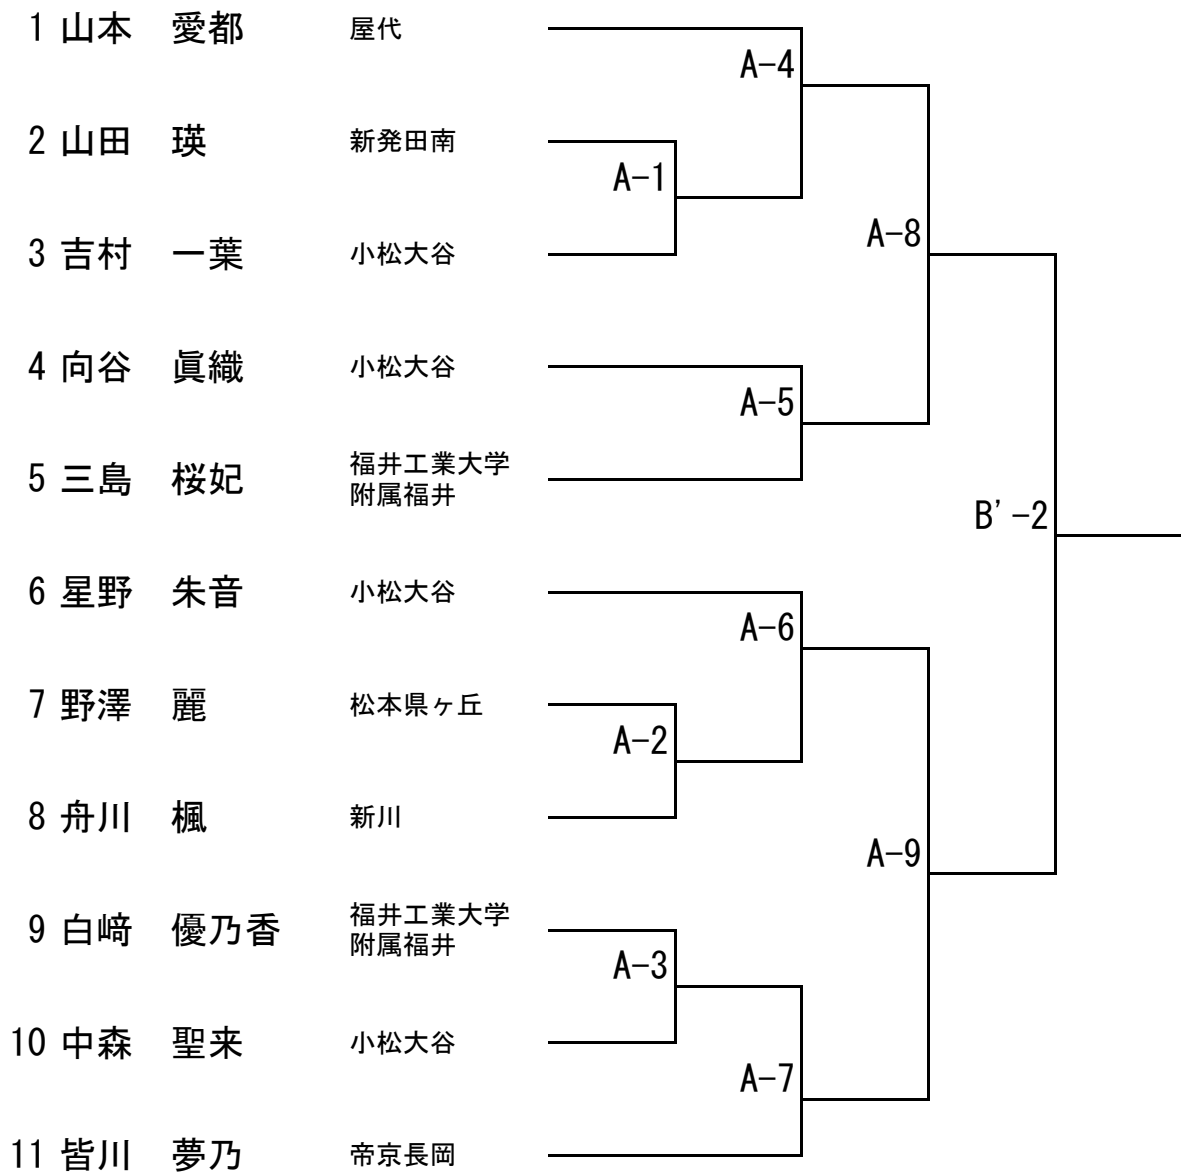 1 山本 愛都 屋代
A-4
2 山田 瑛 新発田南
A-1
A-8
3 吉村 一葉 小松大谷
4 向谷 眞織 小松大谷
A-5
5 三島 桜妃 福井工業大学
附属福井
B'-2
6 星野 朱音 小松大谷
A-6
7 野澤 麗 松本県ヶ丘
A-2
8 舟川 楓 新川
A-9
9 白﨑 優乃香 福井工業大学
附属福井
A-3
10 中森 聖来 小松大谷
A-7
11 皆川 夢乃 帝京長岡